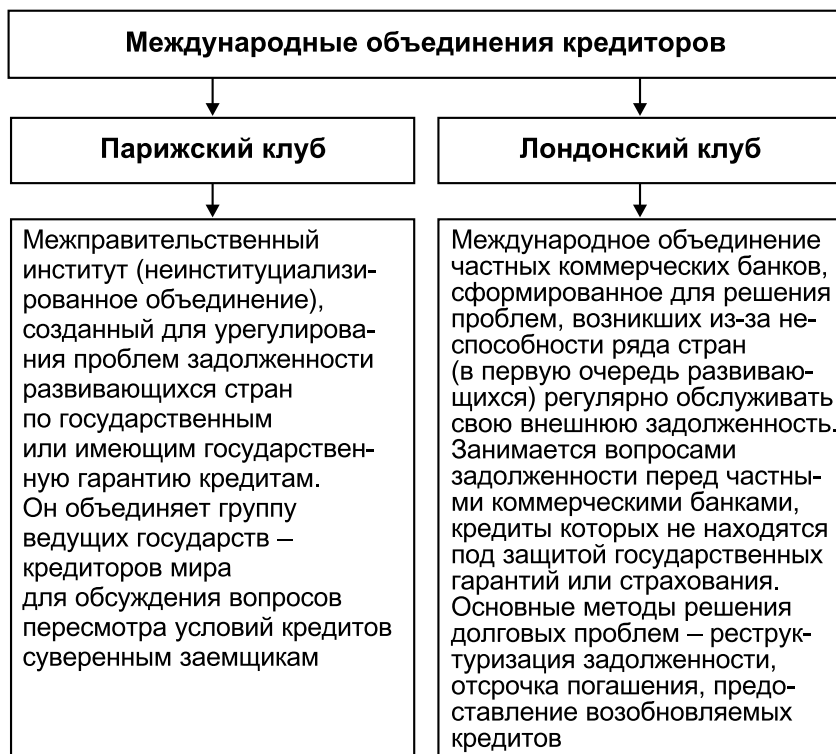 Международные объединения кредиторов
Парижский клуб
Межправительственный
институт (неинституциализи-
рованное объединение),
созданный для урегулирова-
ния проблем задолженности
развивающихся стран
по государственным
или имеющим государствен-
ную гарантию кредитам.
Он объединяет группу
ведущих государств –
кредиторов мира
для обсуждения вопросов
пересмотра условий кредитов
суверенным заемщикам
Лондонский клуб
Международное объединение
частных коммерческих банков,
сформированное для решения
проблем, возникших из-за не-
способности ряда стран
(в первую очередь развиваю-
щихся) регулярно обслуживать
свою внешнюю задолженность.
Занимается вопросами
задолженности перед частны-
ми коммерческими банками,
кредиты которых не находятся
под защитой государственных
гарантий или страхования.
Основные методы решения
долговых проблем – реструк-
туризация задолженности,
отсрочка погашения, предо-
ставление возобновляемых
кредитов